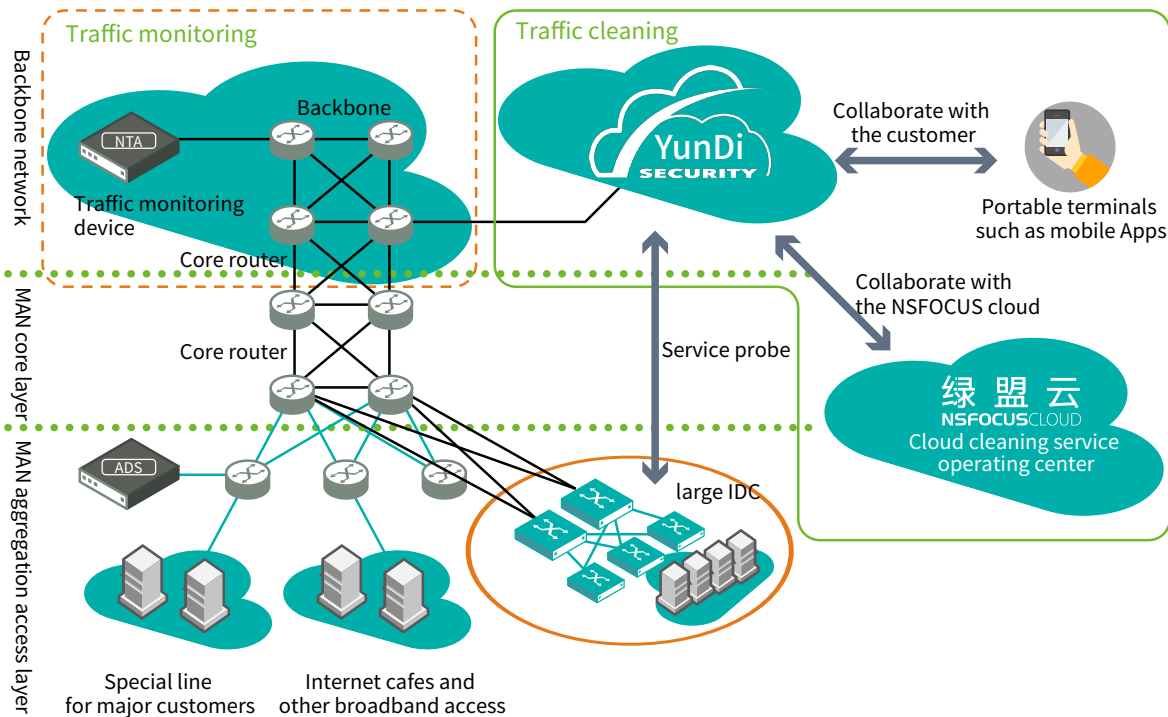 Traffic monitoring
Traffic cleaning
Backbone network
Backbone
NTA
Traffic monitoring
device
YunDi
SECURITY
Collaborate with
the customer
Portable terminals
such as mobile Apps
Core router
Collaborate with
the NSFOCUS cloud
MAN core layer
Core router
Service probe
绿盟云
NSFOCUSCLOUD
Cloud cleaning service
operating center
MAN aggregation access layer
ADS
large IDC
Special line
for major customers
Internet cafes and
other broadband access